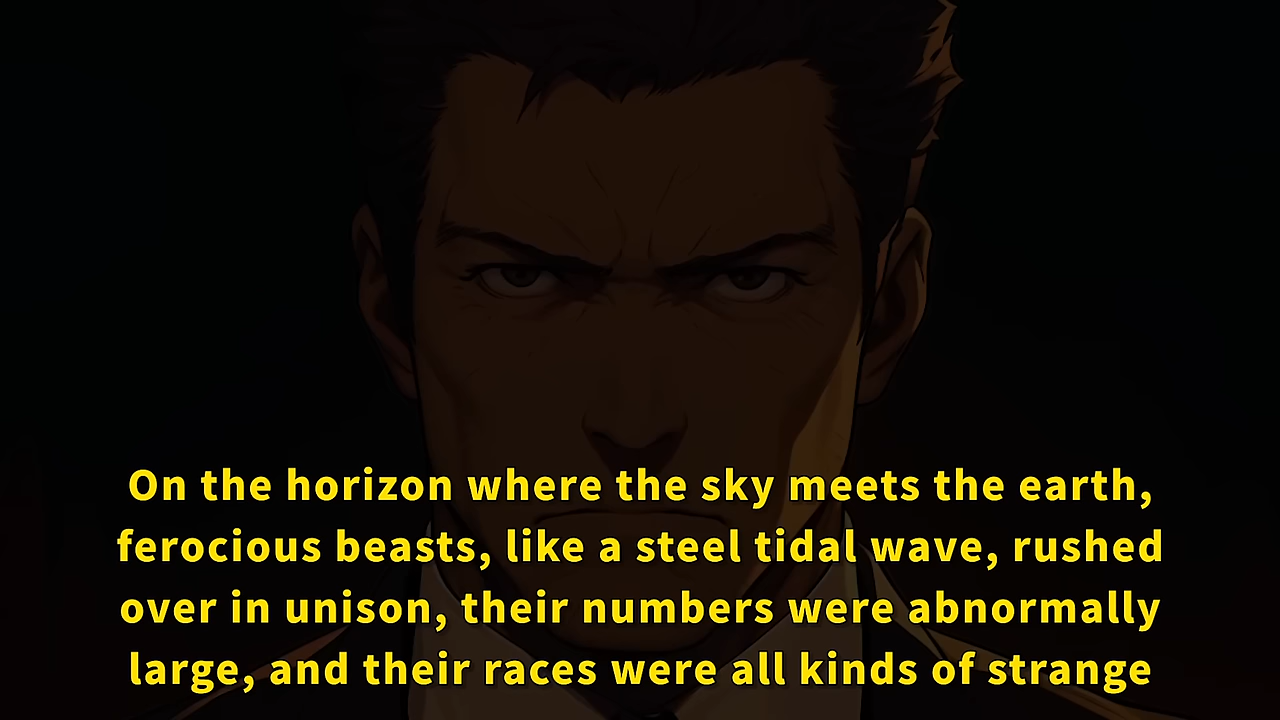 On the horizon where the sky meets the earth,
ferocious beasts, like a steel tidal wave, rushed
over in unison, their numbers were abnormally
large, and their races were all kinds of strange